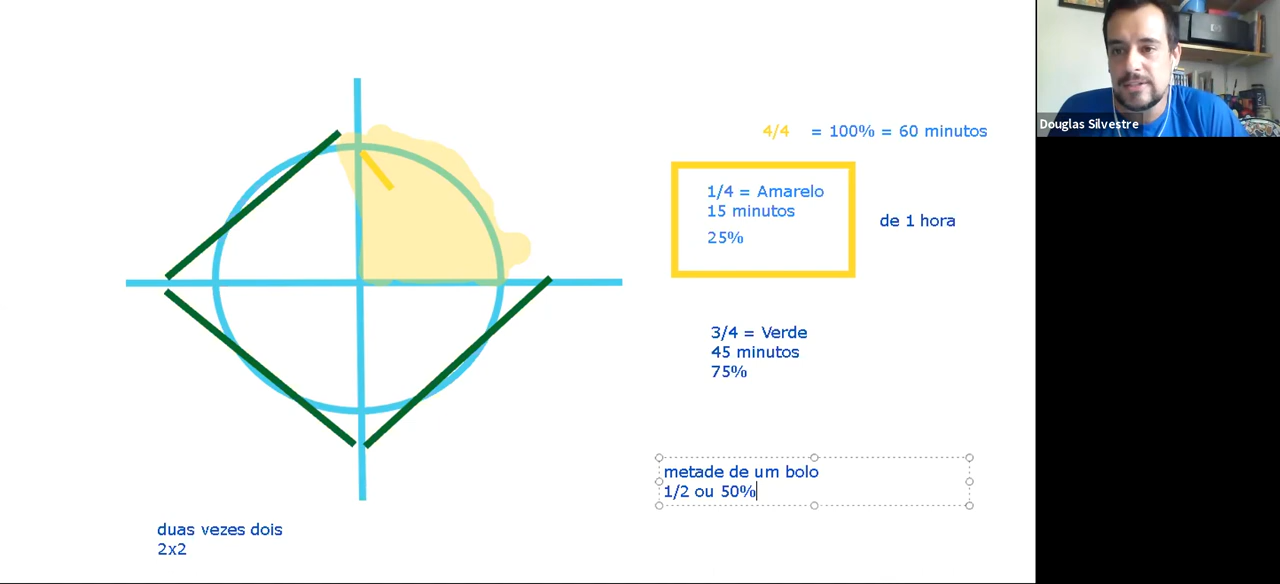 Douglas Silvestre
4/4 = 100% = 60 minutos
1/4 = Amarelo
15 minutos
25%
de 1 hora
3/4 = Verde
45 minutos
75%
metade de um bolo
1/2 ou 50%
duas vezes dois
2x2